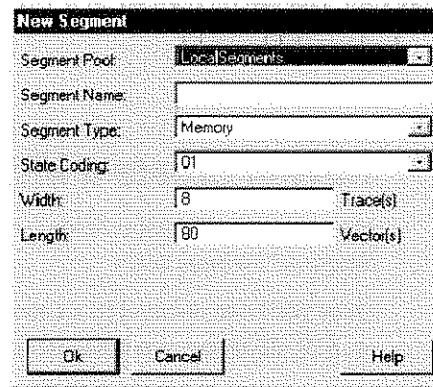 New Segment
Segment Pool: LocalSegments
Segment Name:
Segment Type: Memory
State Coding: 01
Width: 8 Trace(s)
Length: 80 Vector(s)
Ok Cancel Help